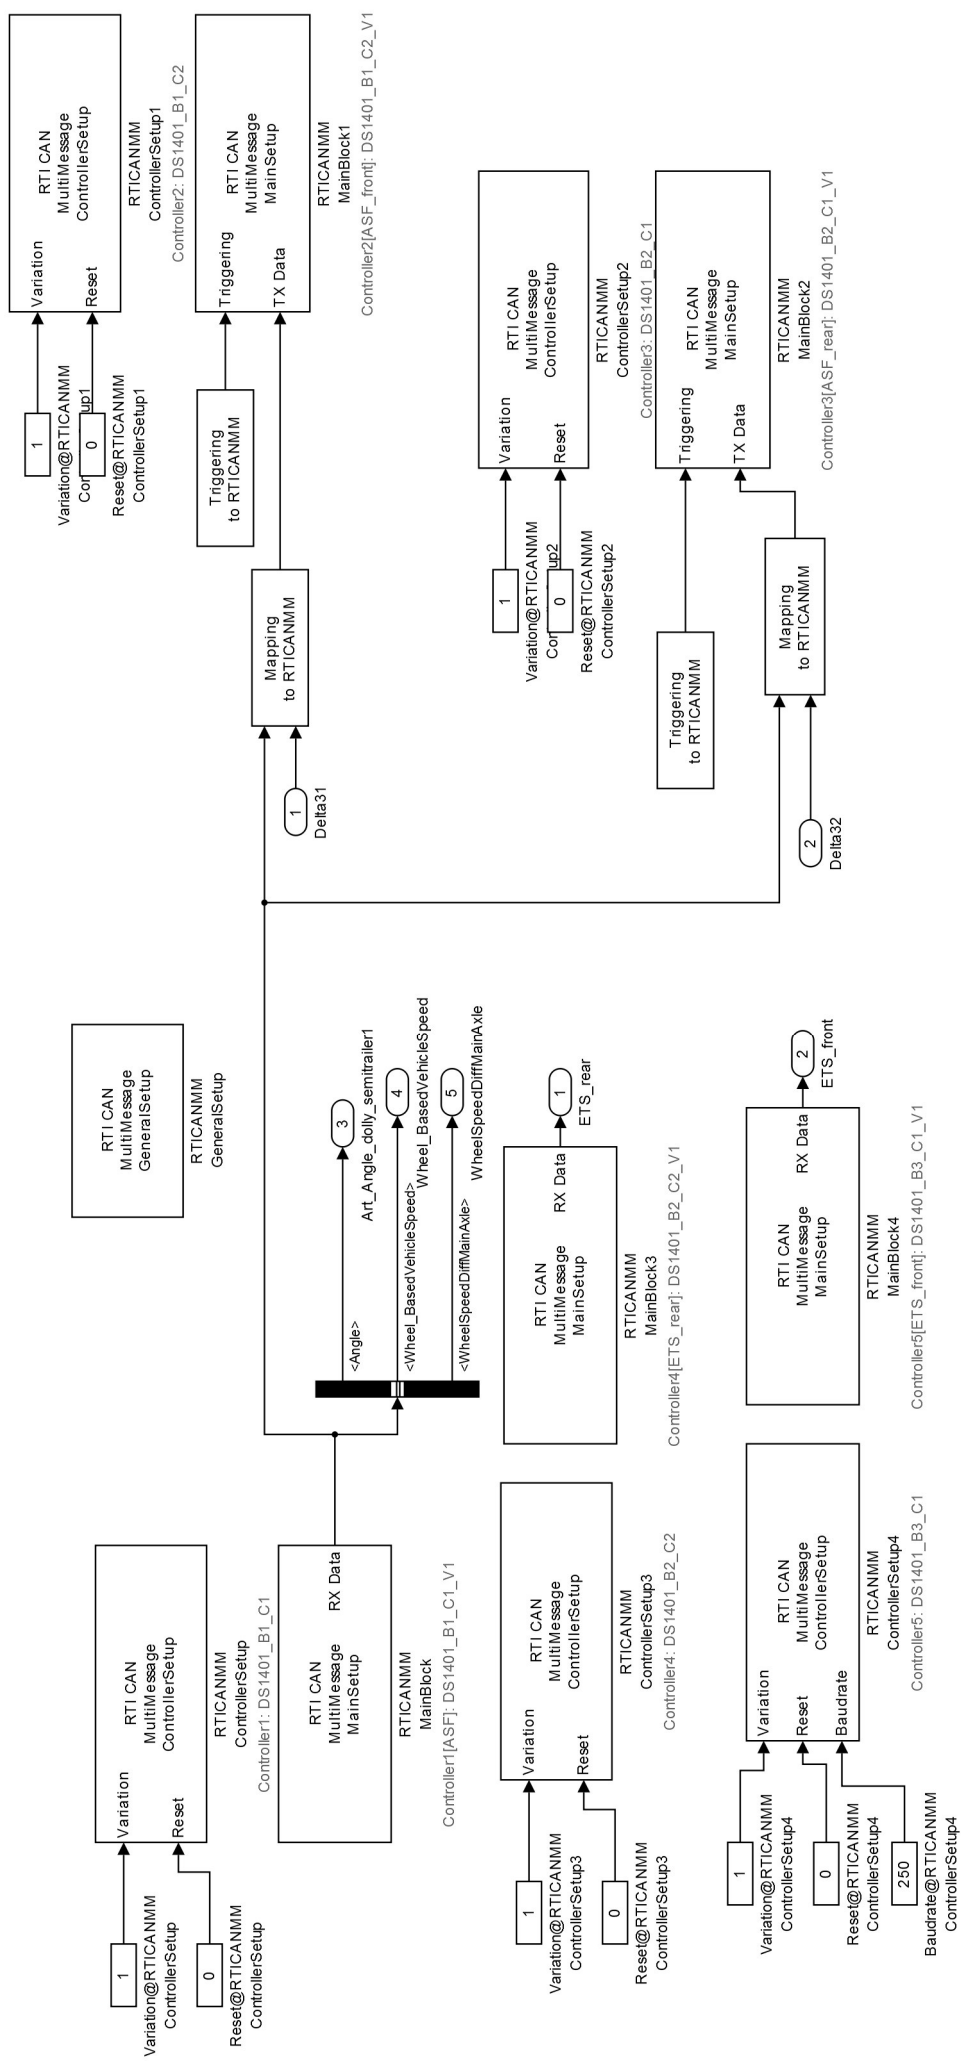 1
Variation@RTICANMM
ControllerSetup
0
Reset@RTICANMM
ControllerSetup
Variation
Reset
RTI CAN
MultiMessage
ControllerSetup
RTICANMM
ControllerSetup
Controller1: DS1401_B1_C1
RTI CAN
MultiMessage
MainSetup
RX Data
RTICANMM
MainBlock
Controller1[ASF]: DS1401_B1_C1_V1
RTI CAN
MultiMessage
GeneralSetup
RTICANMM
GeneralSetup
<Angle>
3
Art_Angle_dolly_semitrailer1
<Wheel_BasedVehicleSpeed>
4
Wheel_BasedVehicleSpeed
<WheelSpeedDiffMainAxle>
5
WheelSpeedDiffMainAxle
1
Variation@RTICANMM
Con
up1
0
Reset@RTICANMM
ControllerSetup1
Variation
Reset
RTI CAN
MultiMessage
ControllerSetup
RTICANMM
ControllerSetup1
Controller2: DS1401_B1_C2
Triggering
to RTICANMM
1
Delta31
Mapping
to RTICANMM
Triggering
TX Data
RTI CAN
MultiMessage
MainSetup
RTICANMM
MainBlock1
Controller2[ASF_front]: DS1401_B1_C2_V1
1
Variation@RTICANMM
Con
up2
0
Reset@RTICANMM
ControllerSetup2
Variation
Reset
RTI CAN
MultiMessage
ControllerSetup
RTICANMM
ControllerSetup2
Controller3: DS1401_B2_C1
Triggering
to RTICANMM
2
Delta32
Mapping
to RTICANMM
Triggering
TX Data
RTI CAN
MultiMessage
MainSetup
RTICANMM
MainBlock2
Controller3[ASF_rear]: DS1401_B2_C1_V1
1
Variation@RTICANMM
ControllerSetup3
0
Reset@RTICANMM
ControllerSetup3
Variation
Reset
RTI CAN
MultiMessage
ControllerSetup
RTICANMM
ControllerSetup3
Controller4: DS1401_B2_C2
RTI CAN
MultiMessage
MainSetup
RX Data
1
ETS_rear
RTICANMM
MainBlock3
Controller4[ETS_rear]: DS1401_B2_C2_V1
1
Variation@RTICANMM
ControllerSetup4
0
Reset@RTICANMM
ControllerSetup4
250
Baudrate@RTICANMM
ControllerSetup4
Variation
Reset
Baudrate
RTI CAN
MultiMessage
ControllerSetup
RTICANMM
ControllerSetup4
Controller5: DS1401_B3_C1
RTI CAN
MultiMessage
MainSetup
RX Data
2
ETS_front
RTICANMM
MainBlock4
Controller5[ETS_front]: DS1401_B3_C1_V1